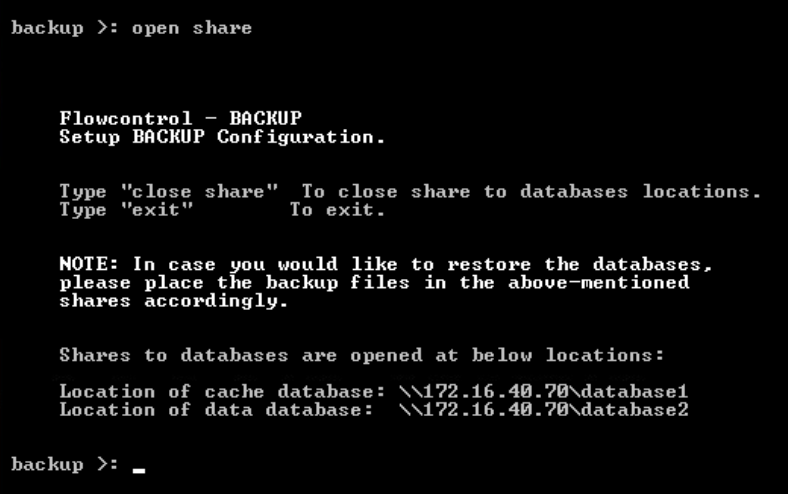 backup >: open share
Flowcontrol - BACKUP
Setup BACKUP Configuration.
Type "close share" To close share to databases locations.
Type "exit" To exit.
NOTE: In case you would like to restore the databases,
please place the backup files in the above-mentioned
shares accordingly.
Shares to databases are opened at below locations:
Location of cache database: \\172.16.40.70\database1
Location of data database: \\172.16.40.70\database2
backup >: _